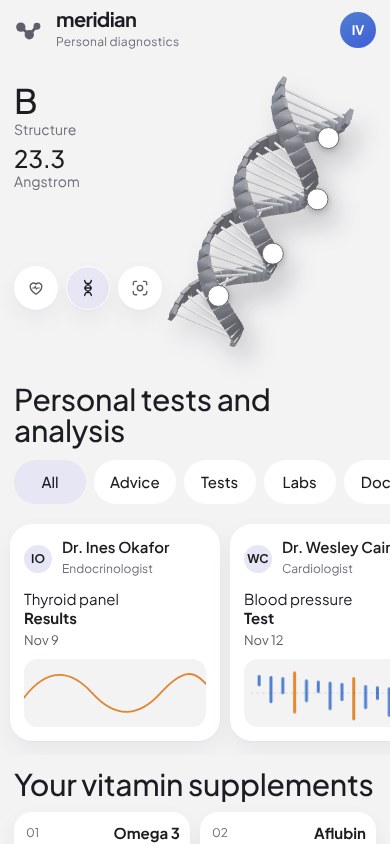 meridian
Personal diagnostics
IV
B
Structure
23.3
Angstrom
Personal tests and
analysis
All
Advice
Tests
Labs
Doc
IO
Dr. Ines Okafor
Endocrinologist
Thyroid panel
Results
Nov 9
WC
Dr. Wesley Cair
Cardiologist
Blood pressure
Test
Nov 12
Your vitamin supplements
01
Omega 3
02
Aflubin